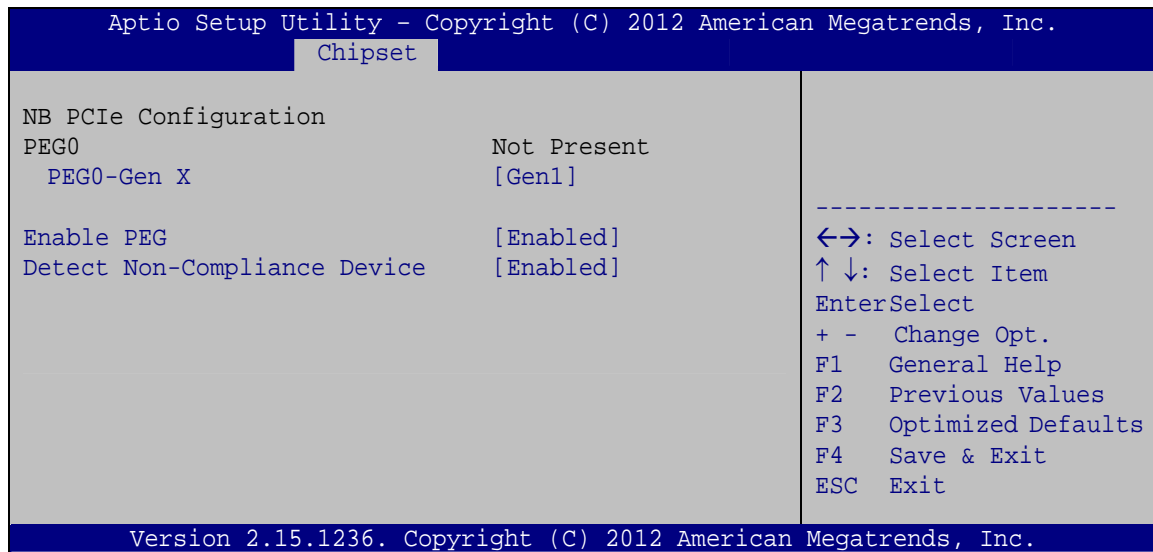 Aptio Setup Utility – Copyright (C) 2012 American Megatrends, Inc.
Chipset
NB PCIe Configuration
PEG0 Not Present
PEG0-Gen X [Gen1]
Enable PEG [Enabled]
Detect Non-Compliance Device [Enabled]
---------------------
←→: Select Screen
↑ ↓: Select Item
EnterSelect
+ - Change Opt.
F1 General Help
F2 Previous Values
F3 Optimized Defaults
F4 Save & Exit
ESC Exit
Version 2.15.1236. Copyright (C) 2012 American Megatrends, Inc.